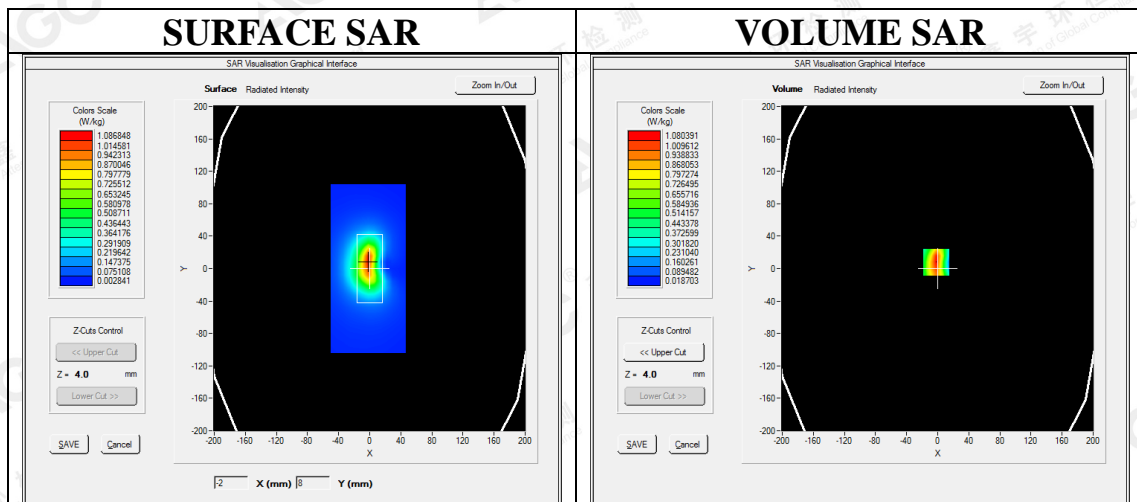 SURFACE SAR
SAR Visualisation Graphical Interface
Surface Radiated Intensity
Zoom In/Out
Colors Scale
(W/kg)
1.086848
1.014581
0.942313
0.870046
0.797779
0.725512
0.653245
0.580978
0.508711
0.436443
0.364176
0.291909
0.219642
0.147375
0.075108
0.002841
Z-Cuts Control
<< Upper Cut
Z = 4.0 mm
Lower Cut >>
SAVE Cancel
200
160
120
80
40
0
-40
-80
-120
-160
-200
Y
-200 -160 -120 -80 -40 0 40 80 120 160 200
X
-2 X (mm) 8 Y (mm)
VOLUME SAR
SAR Visualisation Graphical Interface
Volume Radiated Intensity
Zoom In/Out
Colors Scale
(W/kg)
1.080391
1.009612
0.938833
0.868053
0.797274
0.726495
0.655716
0.584936
0.514157
0.443378
0.372599
0.301820
0.231040
0.160261
0.089482
0.018703
Z-Cuts Control
<< Upper Cut
Z = 4.0 mm
Lower Cut >>
SAVE Cancel
200
160
120
80
40
0
-40
-80
-120
-160
-200
Y
-200 -160 -120 -80 -40 0 40 80 120 160 200
X